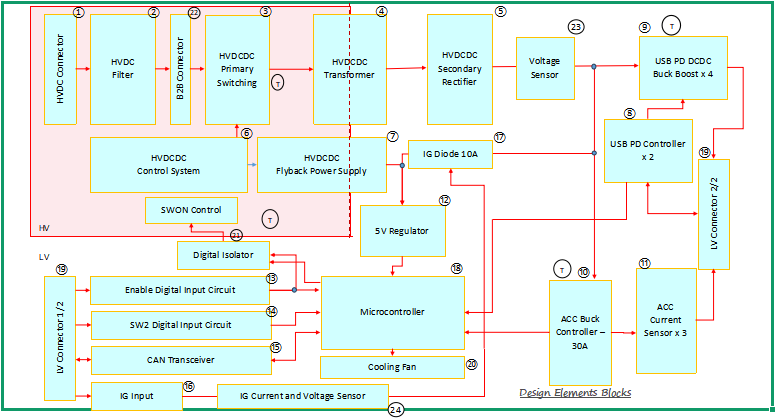 1
2
22
3
4
5
23
9
T
HVDC Connector
HVDC
Filter
B2B Connector
HVDCDC
Primary
Switching
T
HVDCDC
Transformer
HVDCDC
Secondary
Rectifier
Voltage
Sensor
USB PD DCDC
Buck Boost x 4
6
7
17
8
HVDCDC
Control System
HVDCDC
Flyback Power Supply
IG Diode 10A
USB PD Controller
x 2
19
LV Connector 2/2
SWON Control
T
12
5V Regulator
HV
LV
21
Digital Isolator
19
LV Connector 1/2
13
Enable Digital Input Circuit
14
SW2 Digital Input Circuit
15
CAN Transceiver
16
IG Input
IG Current and Voltage Sensor
24
18
Microcontroller
Cooling Fan
20
T
10
ACC Buck
Controller –
30A
11
ACC
Current
Sensor x 3
Design Elements Blocks